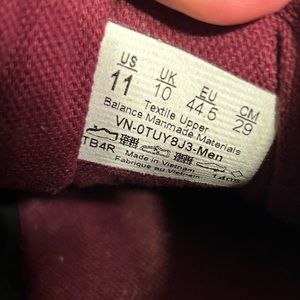 US UK EU CM
11 10 44.5 29
Textile Upper
Balance Manmade Materials
VN-0TUY8J3-Men
TB4R Made in Vietnam
Fabriqué au Vietnam